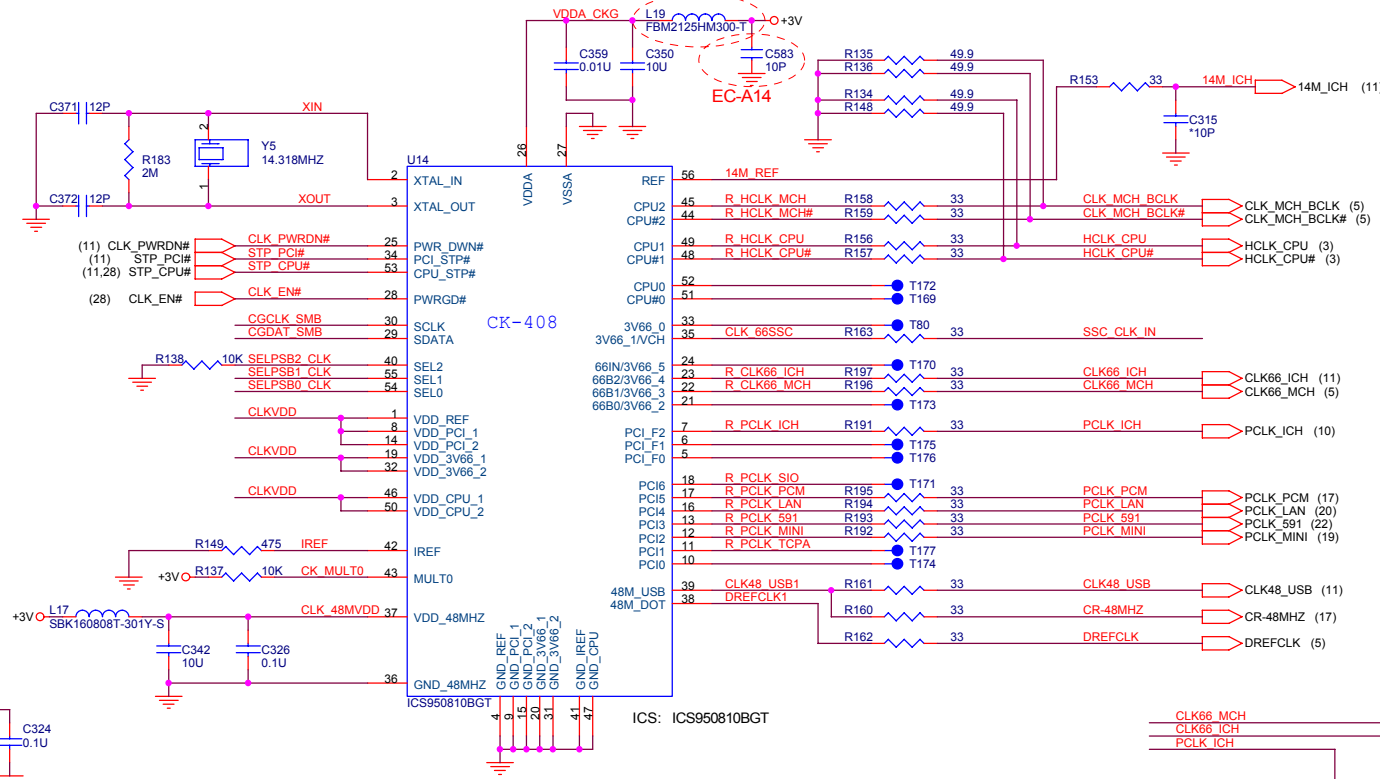 VDDA_CKG L19 +3V
FBM2125HM300-T
C359 0.01U C350 10U C583 10P
EC-A14
R135 49.9
R136 49.9
R134 49.9
R148 49.9
R153 33 14M_ICH 14M_ICH (11)
C315 *10P
C371 12P XIN
R183 2M 2 1 Y5 14.318MHZ
C372 12P XOUT
U14
26 27
VDDA VSSA
2 XTAL_IN
3 XTAL_OUT
(11) CLK_PWRDN# CLK_PWRDN# 25 PWR_DWN#
(11) STP_PCI# STP_PCI# 34 PCI_STP#
(11,28) STP_CPU# STP_CPU# 53 CPU_STP#
(28) CLK_EN# CLK_EN# 28 PWRGD#
CGCLK_SMB 30 SCLK
CGDAT_SMB 29 SDATA
R138 10K SELPSB2_CLK 40 SEL2
SELPSB1_CLK 55 SEL1
SELPSB0_CLK 54 SEL0
CLKVDD 1 VDD_REF
8 VDD_PCI_1
14 VDD_PCI_2
CLKVDD 19 VDD_3V66_1
32 VDD_3V66_2
CLKVDD 46 VDD_CPU_1
50 VDD_CPU_2
R149 475 IREF 42 IREF
+3V R137 10K CK_MULT0 43 MULT0
+3V L17 SBK160808T-301Y-S CLK_48MVDD 37 VDD_48MHZ
C342 10U C326 0.1U
36 GND_48MHZ
CK-408
REF 56 14M_REF
CPU2 45 R_HCLK_MCH R158 33 CLK_MCH_BCLK CLK_MCH_BCLK (5)
CPU#2 44 R_HCLK_MCH# R159 33 CLK_MCH_BCLK# CLK_MCH_BCLK# (5)
CPU1 49 R_HCLK_CPU R156 33 HCLK_CPU HCLK_CPU (3)
CPU#1 48 R_HCLK_CPU# R157 33 HCLK_CPU# HCLK_CPU# (3)
CPU0 52 T172
CPU#0 51 T169
3V66_0 33 T80
3V66_1/VCH 35 CLK_66SSC R163 33 SSC_CLK_IN
66IN/3V66_5 24 T170
66B2/3V66_4 23 R_CLK66_ICH R197 33 CLK66_ICH CLK66_ICH (11)
66B1/3V66_3 22 R_CLK66_MCH R196 33 CLK66_MCH CLK66_MCH (5)
66B0/3V66_2 21 T173
PCI_F2 7 R_PCLK_ICH R191 33 PCLK_ICH PCLK_ICH (10)
PCI_F1 6 T175
PCI_F0 5 T176
PCI6 18 R_PCLK_SIO T171
PCI5 17 R_PCLK_PCM R195 33 PCLK_PCM PCLK_PCM (17)
PCI4 16 R_PCLK_LAN R194 33 PCLK_LAN PCLK_LAN (20)
PCI3 13 R_PCLK_591 R193 33 PCLK_591 PCLK_591 (22)
PCI2 12 R_PCLK_MINI R192 33 PCLK_MINI PCLK_MINI (19)
PCI1 11 R_PCLK_TCPA T177
PCI0 10 T174
48M_USB 39 CLK48_USB1 R161 33 CLK48_USB CLK48_USB (11)
R160 33 CR-48MHZ CR-48MHZ (17)
48M_DOT 38 DREFCLK1 R162 33 DREFCLK DREFCLK (5)
GND_REF GND_PCI_1 GND_PCI_2 GND_3V66_1 GND_3V66_2 GND_IREF GND_CPU
4 9 15 20 31 41 47
ICS950810BGT
ICS: ICS950810BGT
C324 0.1U
CLK66_MCH
CLK66_ICH
PCLK_ICH